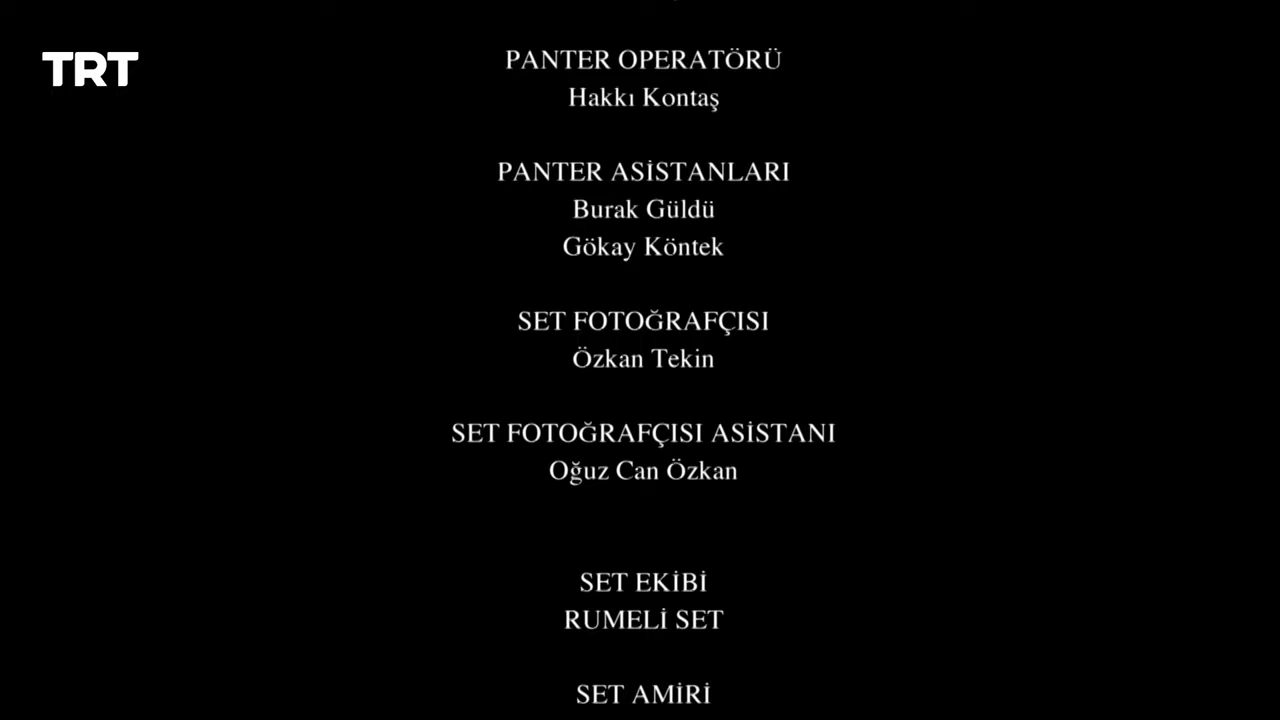 TRT
PANTER OPERATÖRÜ
Hakkı Kontaş
PANTER ASİSTANLARI
Burak Güldü
Gökay Köntek
SET FOTOĞRAFÇISI
Özkan Tekin
SET FOTOĞRAFÇISI ASİSTANI
Oğuz Can Özkan
SET EKİBİ
RUMELİ SET
SET AMİRİ